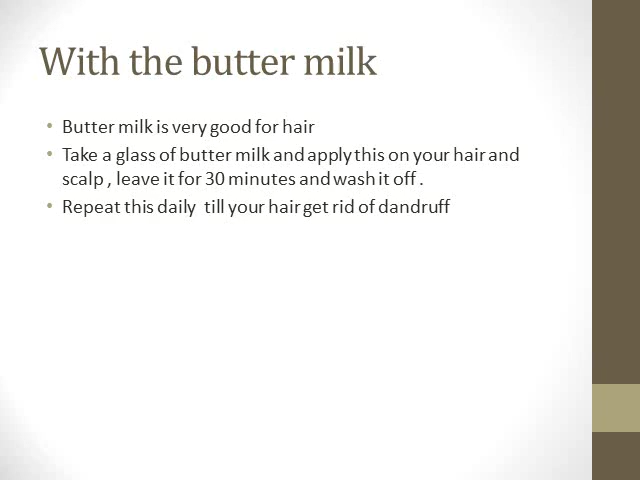 With the butter milk
• Butter milk is very good for hair
• Take a glass of butter milk and apply this on your hair and
scalp , leave it for 30 minutes and wash it off .
• Repeat this daily  till your hair get rid of dandruff